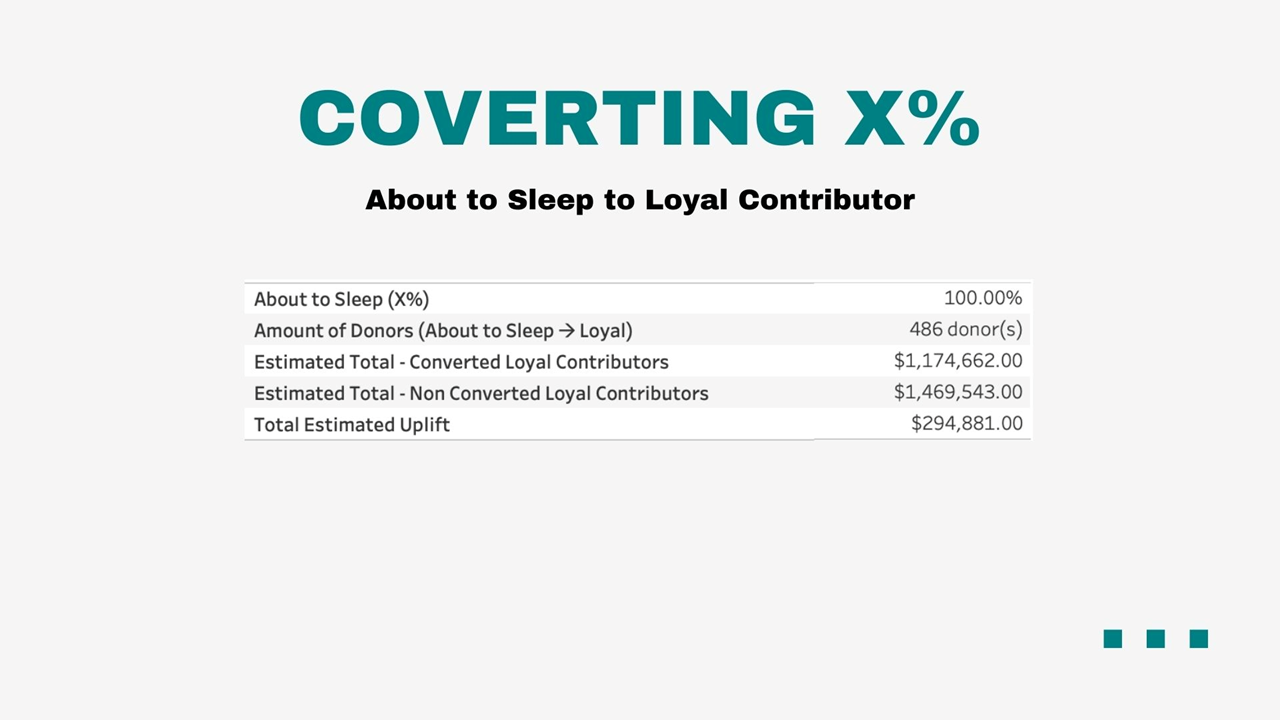 COVERTING X%
About to Sleep to Loyal Contributor
About to Sleep (X%) 100.00%
Amount of Donors (About to Sleep → Loyal) 486 donor(s)
Estimated Total - Converted Loyal Contributors $1,174,662.00
Estimated Total - Non Converted Loyal Contributors $1,469,543.00
Total Estimated Uplift $294,881.00